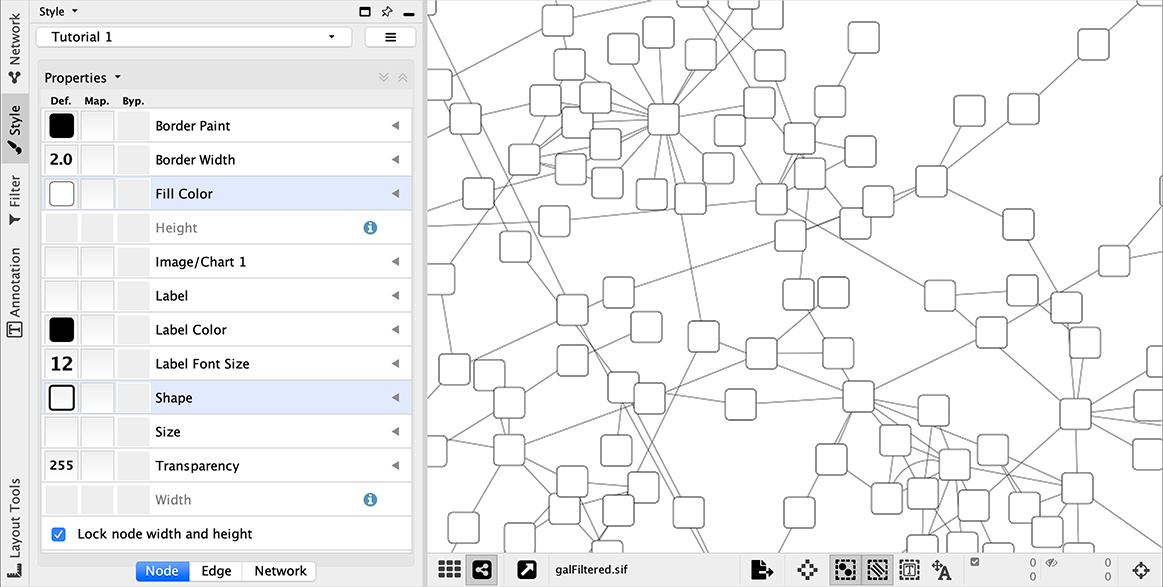 Network
Style
Filter
Annotation
Layout Tools
Style
Tutorial 1
Properties
Def. Map. Byp.
Border Paint
2.0 Border Width
Fill Color
Height
Image/Chart 1
Label
Label Color
12 Label Font Size
Shape
Size
255 Transparency
Width
Lock node width and height
Node Edge Network
galFiltered.sif
T
A
0 0
0 0